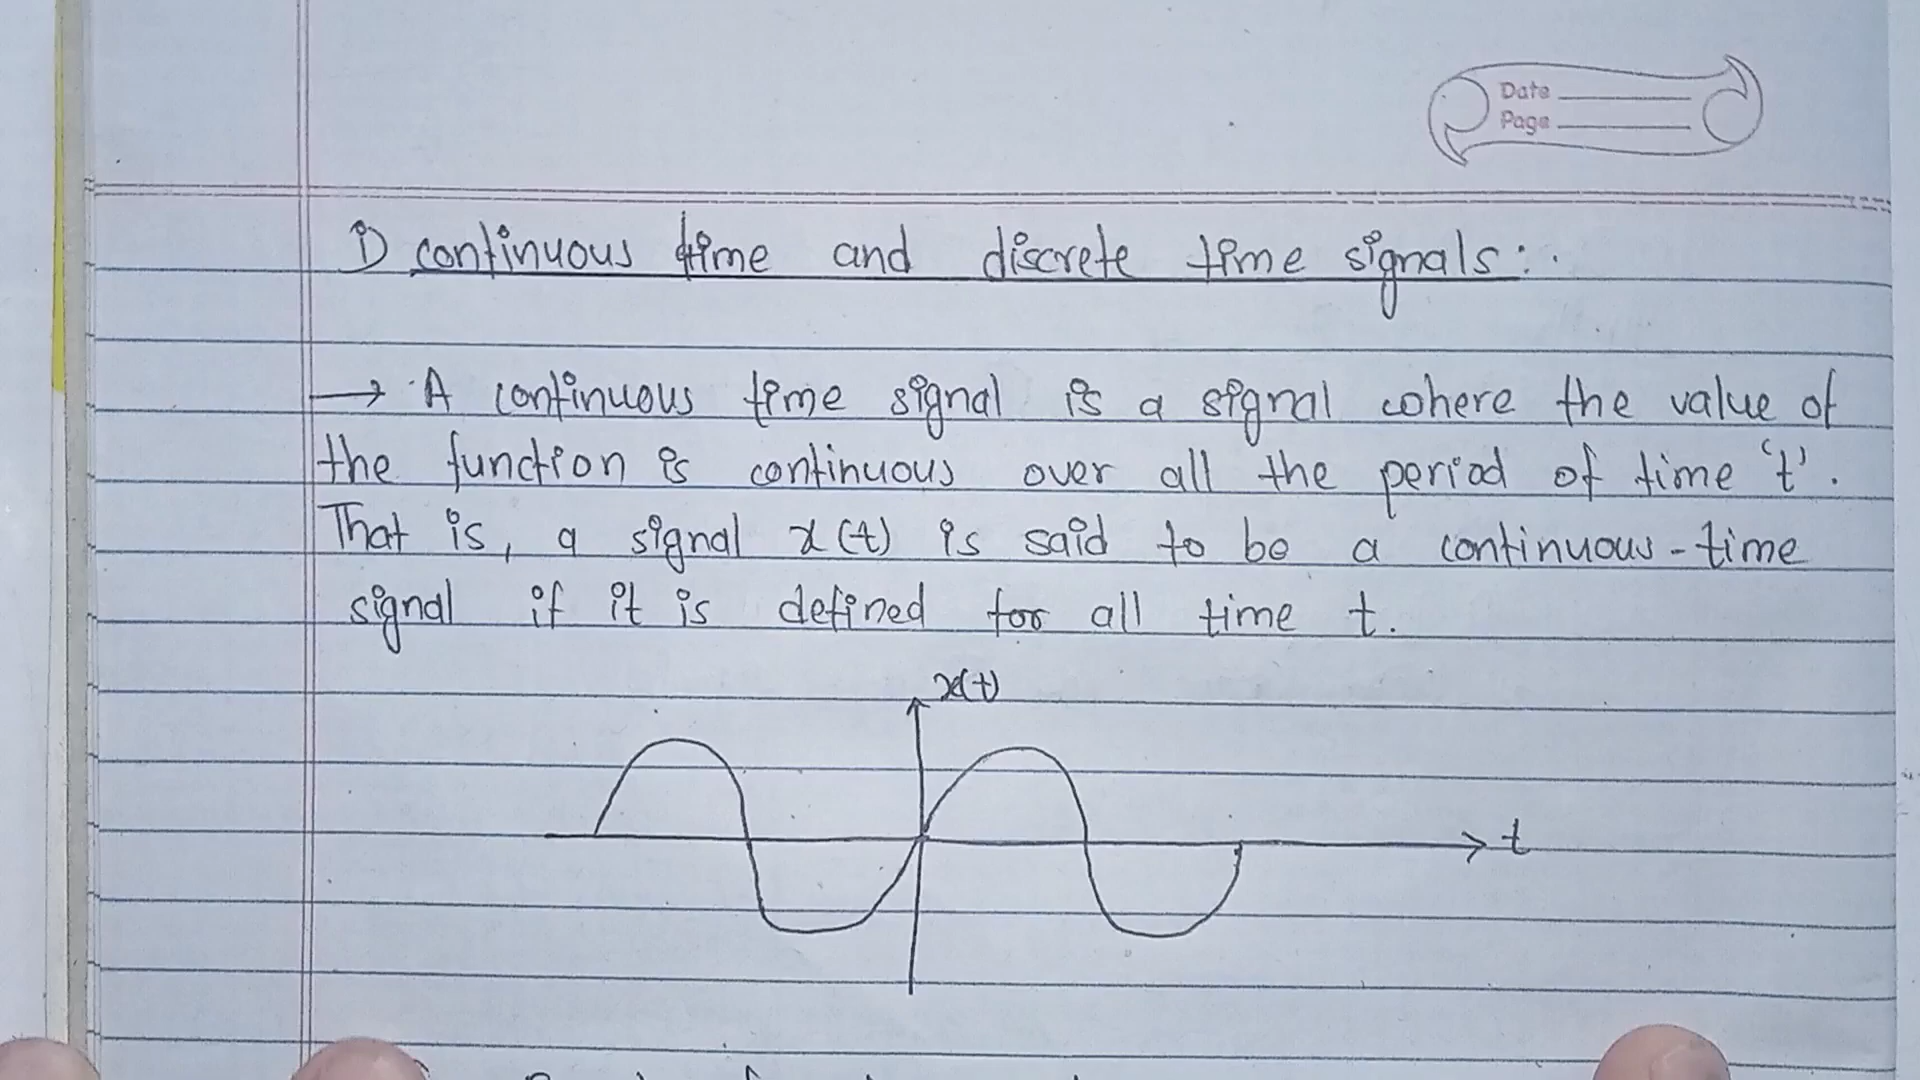 Date
Page
1) continuous time and discrete time signals :.
→ A continuous time signal is a signal where the value of
the function is continuous over all the period of time 't'.
That is, a signal x(t) is said to be a continuous-time
signal if it is defined for all time t.
x(t)
t